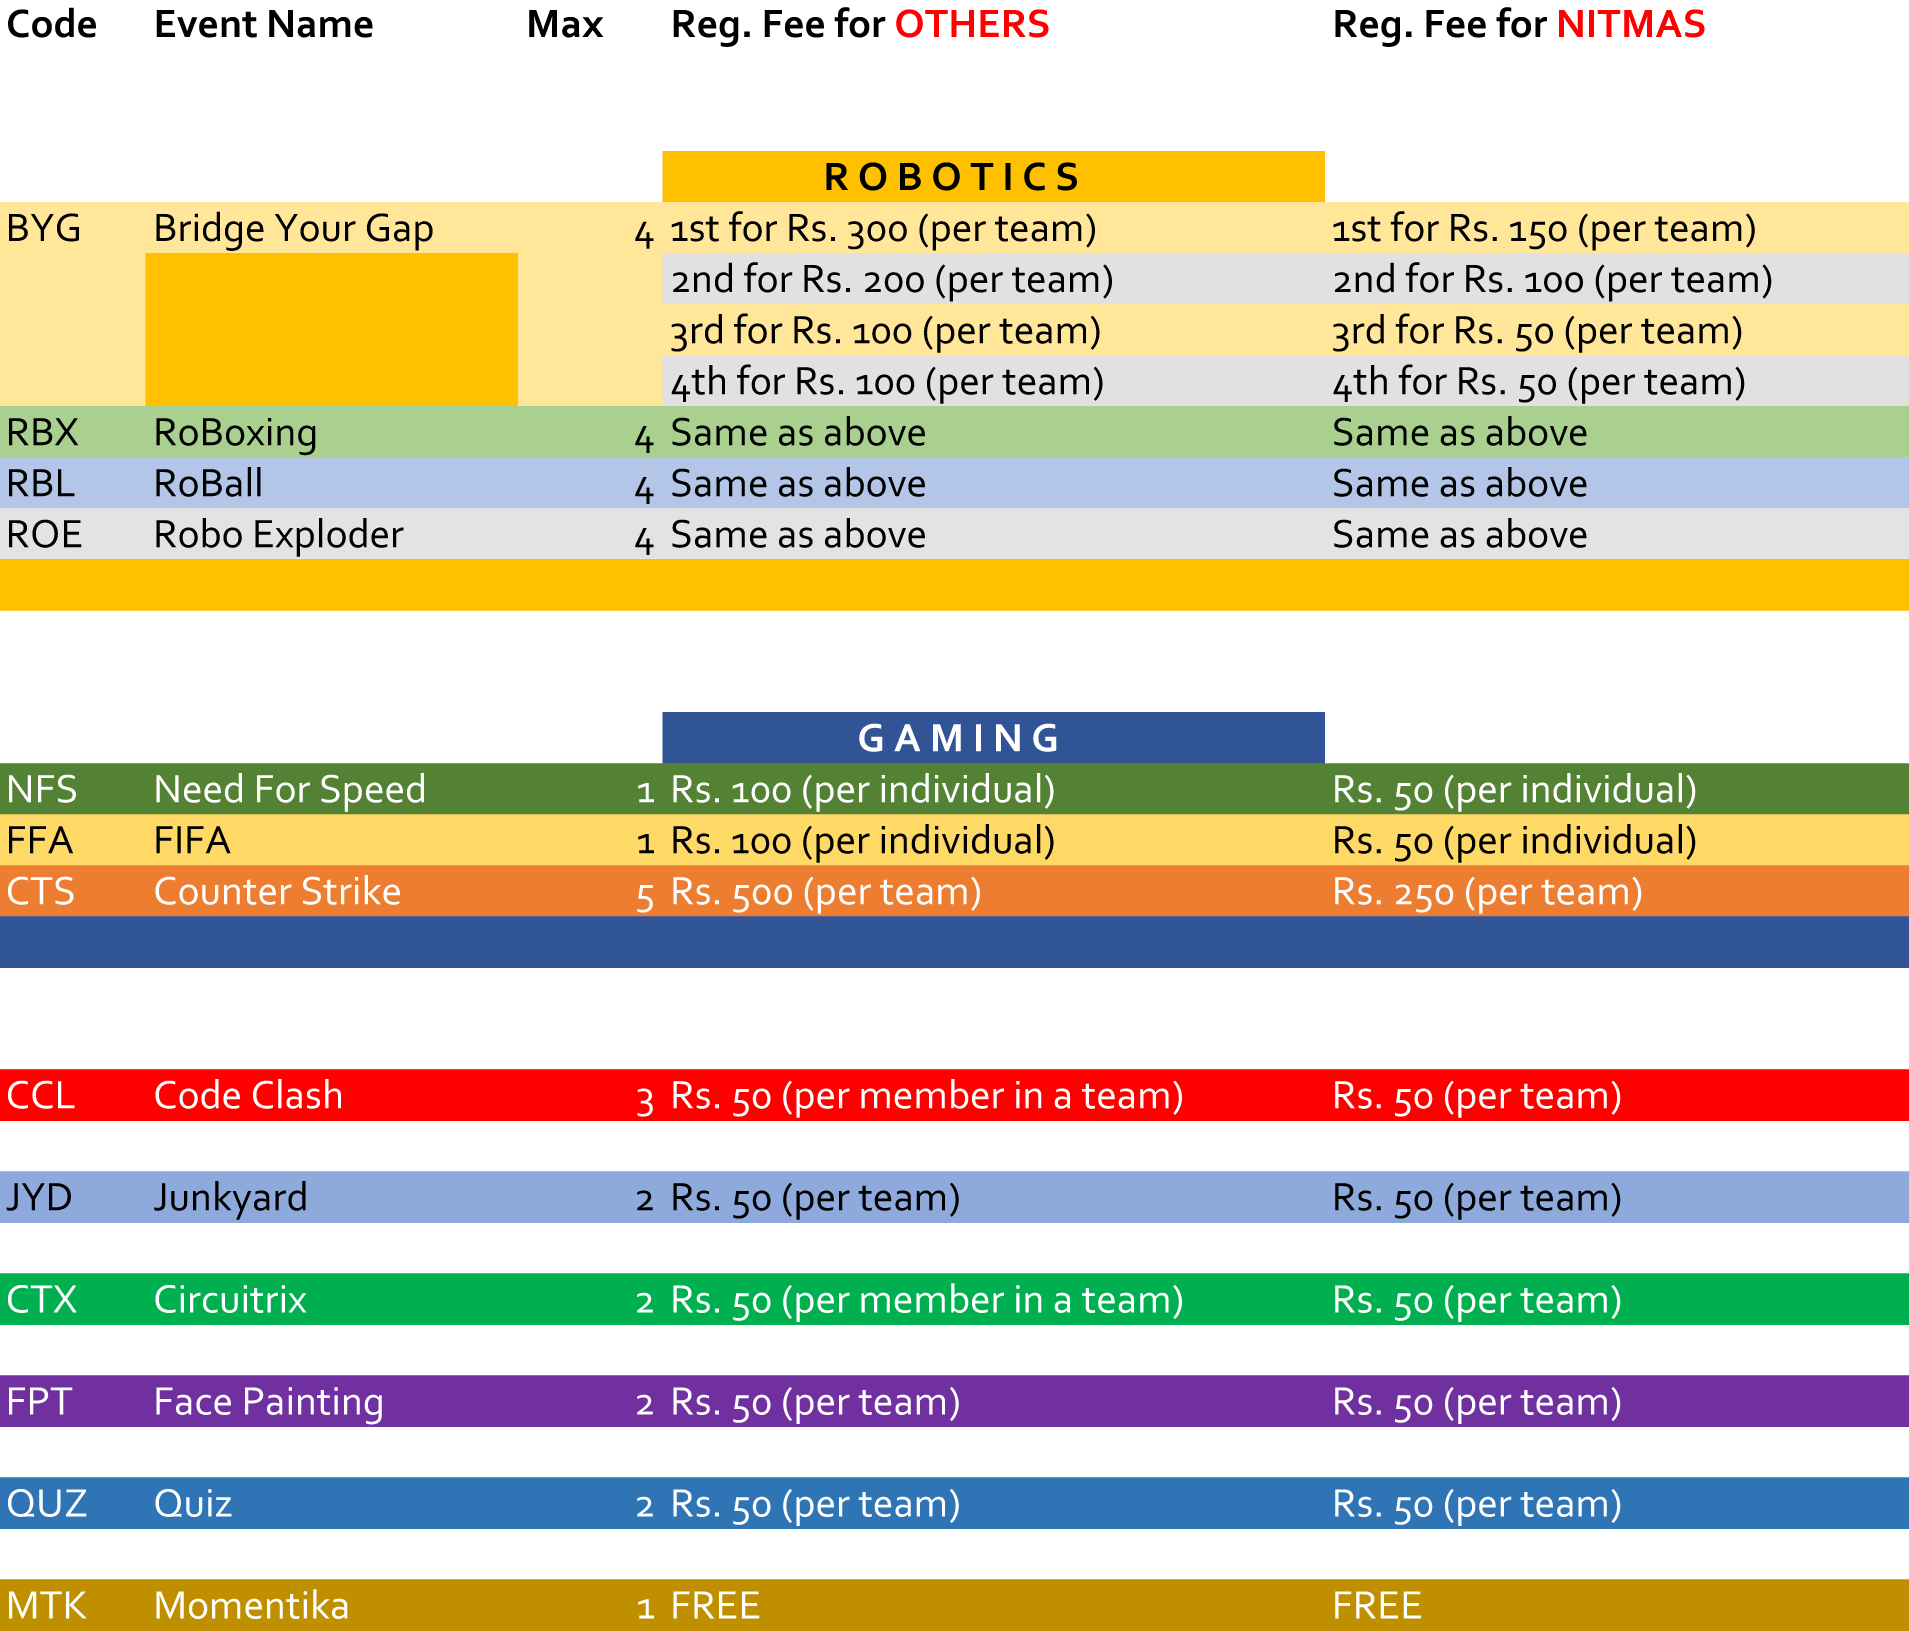 Code Event Name Max Reg. Fee for OTHERS Reg. Fee for NITMAS
ROBOTICS
BYG Bridge Your Gap 4 1st for Rs. 300 (per team) 1st for Rs. 150 (per team)
2nd for Rs. 200 (per team) 2nd for Rs. 100 (per team)
3rd for Rs. 100 (per team) 3rd for Rs. 50 (per team)
4th for Rs. 100 (per team) 4th for Rs. 50 (per team)
RBX RoBoxing 4 Same as above Same as above
RBL RoBall 4 Same as above Same as above
ROE Robo Exploder 4 Same as above Same as above
GAMING
NFS Need For Speed 1 Rs. 100 (per individual) Rs. 50 (per individual)
FFA FIFA 1 Rs. 100 (per individual) Rs. 50 (per individual)
CTS Counter Strike 5 Rs. 500 (per team) Rs. 250 (per team)
CCL Code Clash 3 Rs. 50 (per member in a team) Rs. 50 (per team)
JYD Junkyard 2 Rs. 50 (per team) Rs. 50 (per team)
CTX Circuitrix 2 Rs. 50 (per member in a team) Rs. 50 (per team)
FPT Face Painting 2 Rs. 50 (per team) Rs. 50 (per team)
QUZ Quiz 2 Rs. 50 (per team) Rs. 50 (per team)
MTK Momentika 1 FREE FREE